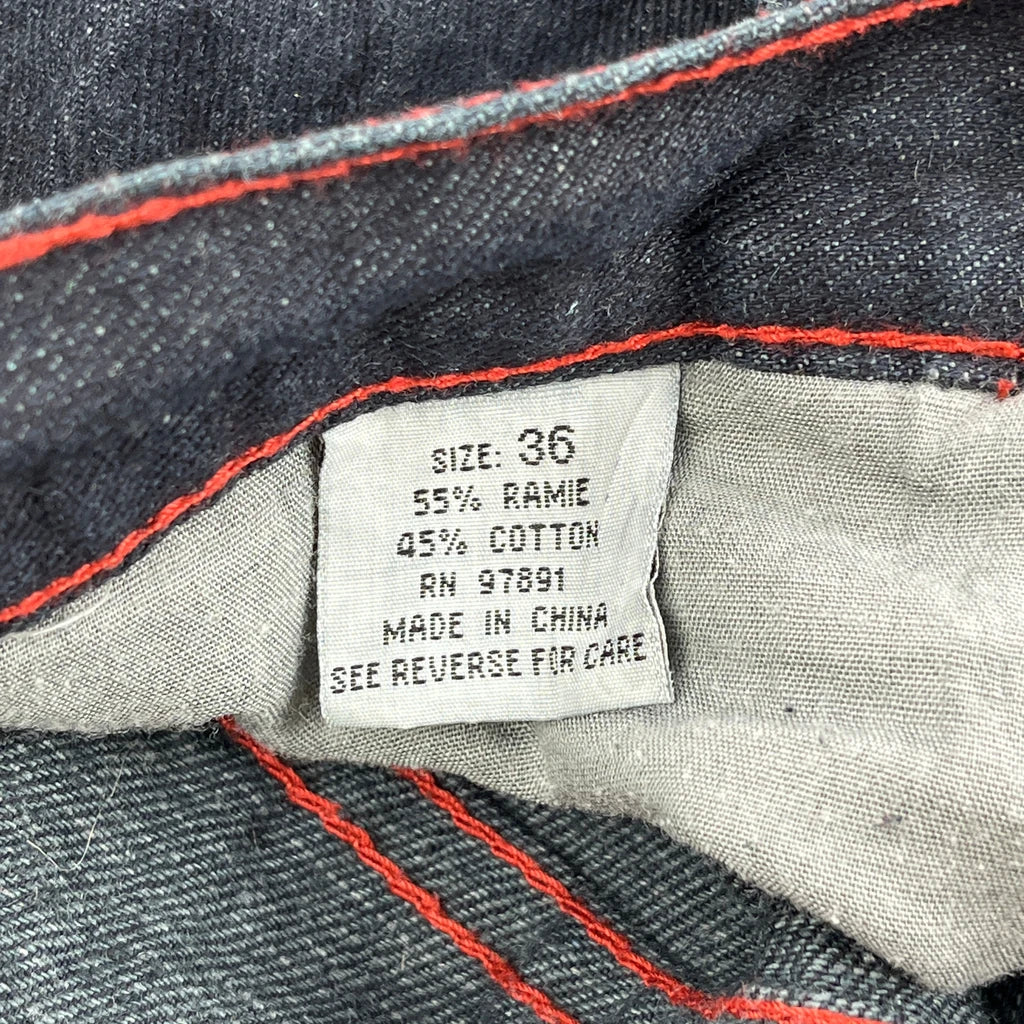 SIZE: 36
55% RAMIE
45% COTTON
RN 97891
MADE IN CHINA
SEE REVERSE FOR CARE